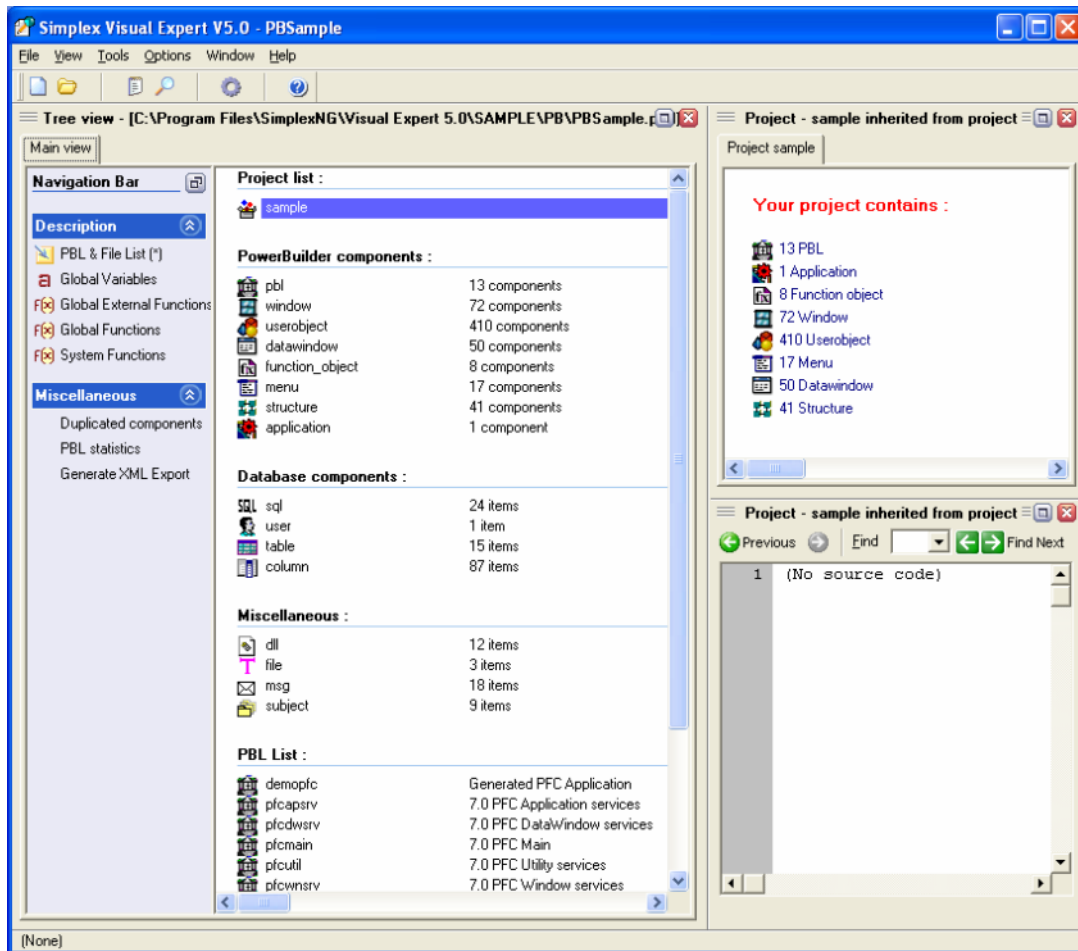 Simplex Visual Expert V5.0 - PBSample
File View Tools Options Window Help
Tree view - [C:\Program Files\SimplexNG\Visual Expert 5.0\SAMPLE\PB\PBSample.p
Main view
Navigation Bar
Description
PBL & File List (*)
a Global Variables
F(x) Global External Functions
F(x) Global Functions
F(x) System Functions
Miscellaneous
Duplicated components
PBL statistics
Generate XML Export
Project list :
sample
PowerBuilder components :
pbl 13 components
window 72 components
userobject 410 components
datawindow 50 components
function_object 8 components
menu 17 components
structure 41 components
application 1 component
Database components :
SQL sql 24 items
user 1 item
table 15 items
column 87 items
Miscellaneous :
dll 12 items
T file 3 items
msg 18 items
subject 9 items
PBL List :
demopfc Generated PFC Application
pfcapsrv 7.0 PFC Application services
pfcdwsrv 7.0 PFC DataWindow services
pfcmain 7.0 PFC Main
pfcutil 7.0 PFC Utility services
pfcwnsrv 7.0 PFC Window services
Project - sample inherited from project
Project sample
Your project contains :
13 PBL
1 Application
8 Function object
72 Window
410 Userobject
17 Menu
50 Datawindow
41 Structure
Project - sample inherited from project
Previous Find Find Next
1 (No source code)
(None)